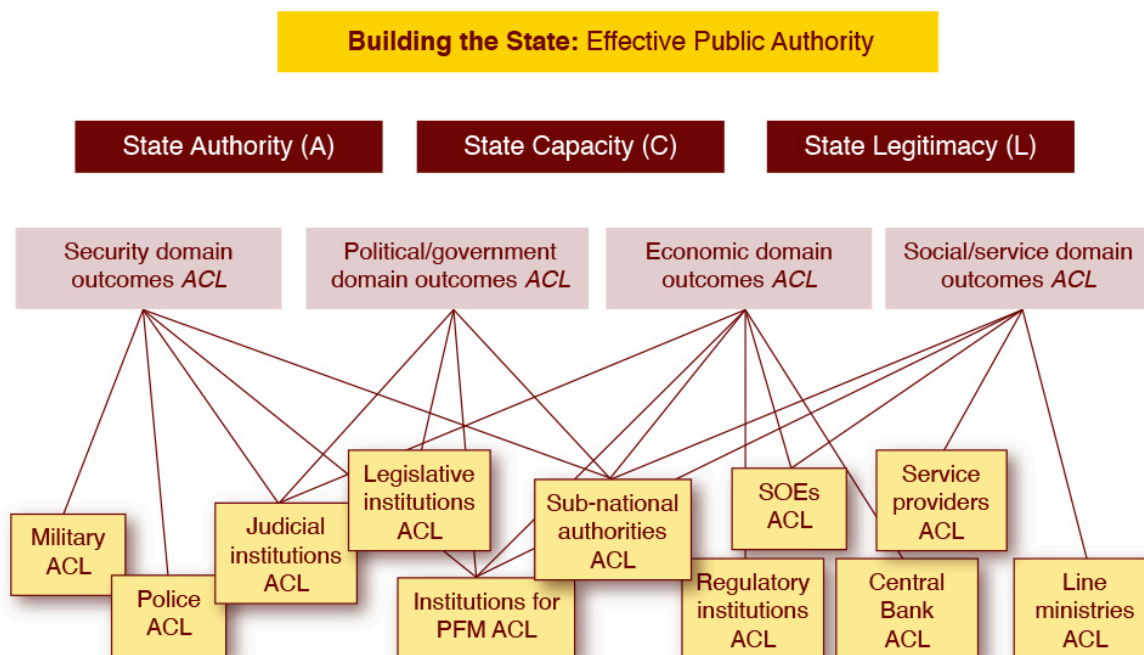 Building the State: Effective Public Authority
State Authority (A)
State Capacity (C)
State Legitimacy (L)
Security domain
outcomes ACL
Political/government
domain outcomes ACL
Economic domain
outcomes ACL
Social/service domain
outcomes ACL
Military
ACL
Police
ACL
Judicial
institutions
ACL
Legislative
institutions
ACL
Institutions for
PFM ACL
Sub-national
authorities
ACL
Regulatory
institutions
ACL
SOEs
ACL
Central
Bank
ACL
Service
providers
ACL
Line
ministries
ACL